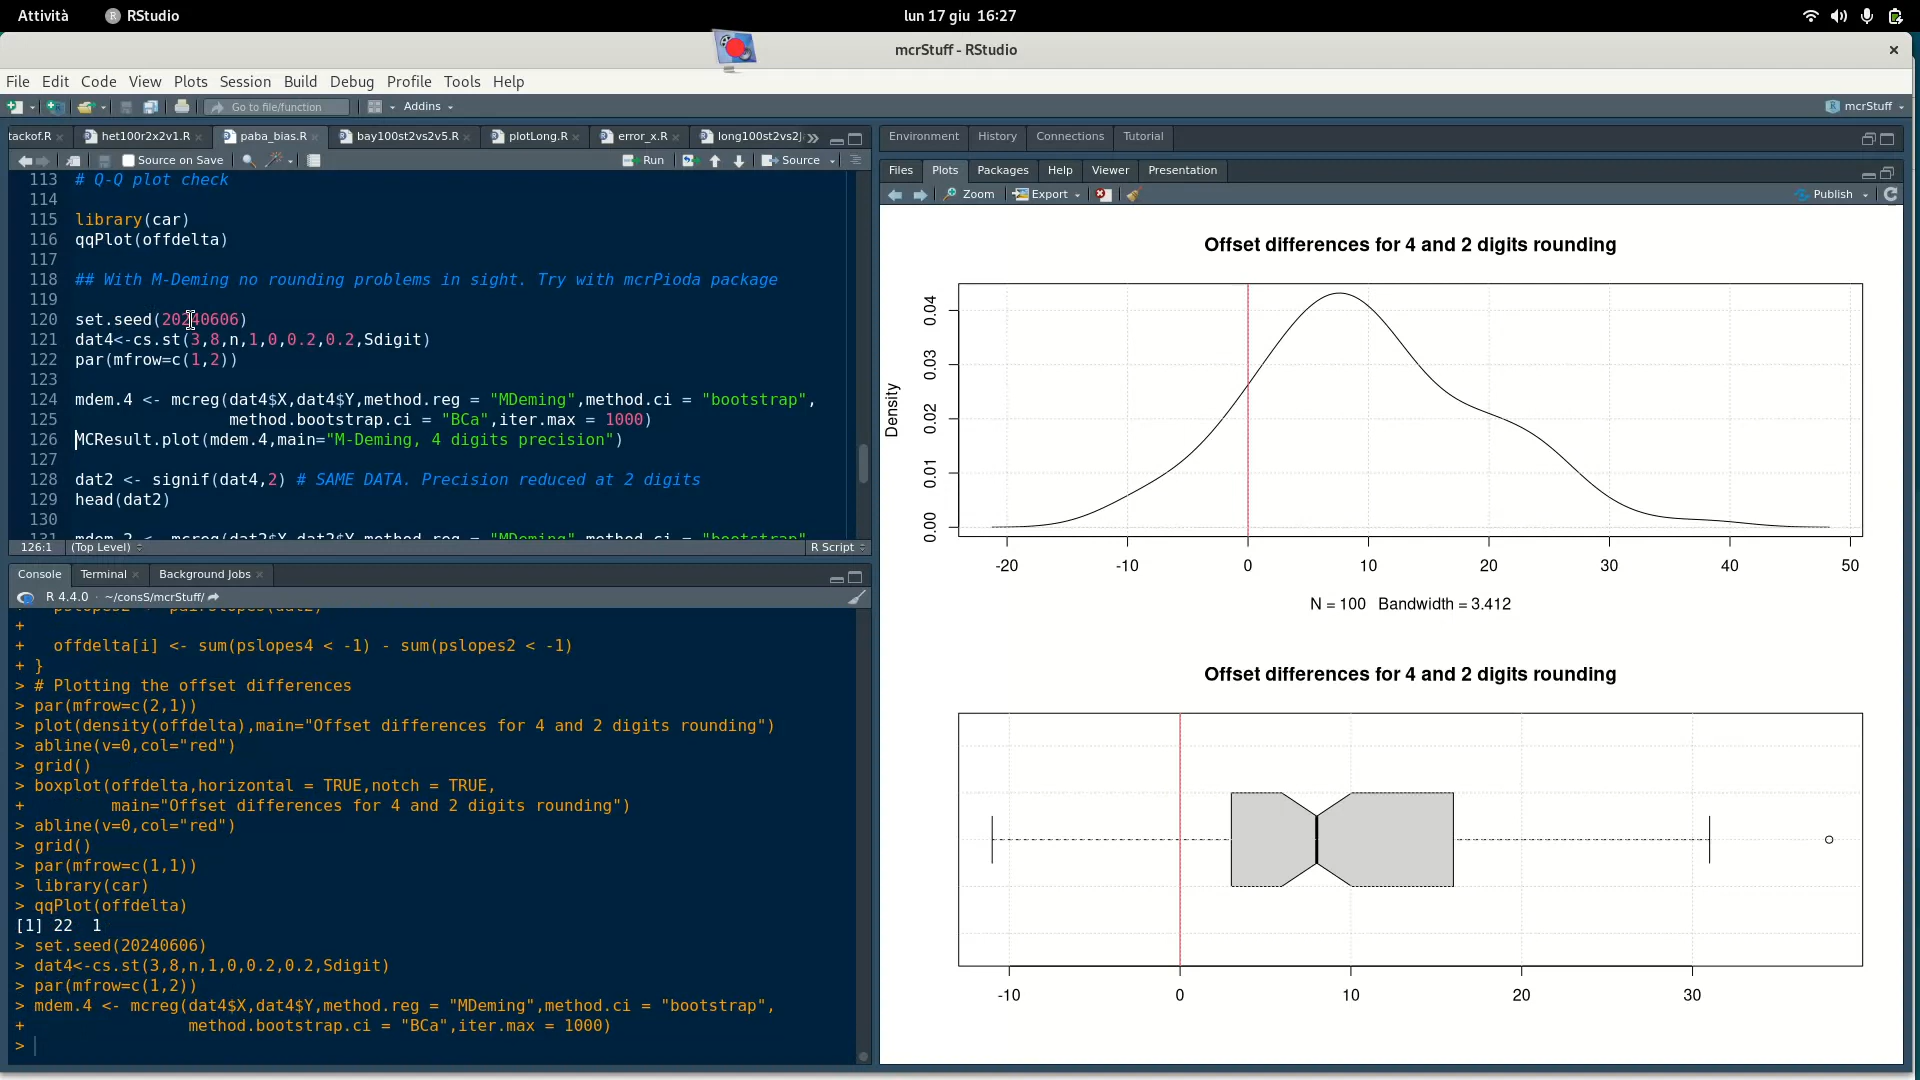 Attività RStudio lun 17 giu 16:27
mcrStuff - RStudio
File Edit Code View Plots Session Build Debug Profile Tools Help
Go to file/function Addins mcrStuff
tackof.R het100r2x2v1.R paba_bias.R bay100st2vs2v5.R plotLong.R error_x.R long100st2vs2
Source on Save Run Source
113 # Q-Q plot check
114
115 library(car)
116 qqPlot(offdelta)
117
118 ## With M-Deming no rounding problems in sight. Try with mcrPioda package
119
120 set.seed(20240606)
121 dat4<-cs.st(3,8,n,1,0,0.2,0.2,Sdigit)
122 par(mfrow=c(1,2))
123
124 mdem.4 <- mcreg(dat4$X,dat4$Y,method.reg = "MDeming",method.ci = "bootstrap",
125 method.bootstrap.ci = "BCa",iter.max = 1000)
126 MCResult.plot(mdem.4,main="M-Deming, 4 digits precision")
127
128 dat2 <- signif(dat4,2) # SAME DATA. Precision reduced at 2 digits
129 head(dat2)
130
131 mdem.2 <- mcreg(dat2$X,dat2$Y,method.reg = "MDeming",method.ci = "bootstrap"
126:1 (Top Level) R Script
Console Terminal Background Jobs
R 4.4.0 · ~/consS/mcrStuff/
+
+ offdelta[i] <- sum(pslopes4 < -1) - sum(pslopes2 < -1)
+ }
> # Plotting the offset differences
> par(mfrow=c(2,1))
> plot(density(offdelta),main="Offset differences for 4 and 2 digits rounding")
> abline(v=0,col="red")
> grid()
> boxplot(offdelta,horizontal = TRUE,notch = TRUE,
+ main="Offset differences for 4 and 2 digits rounding")
> abline(v=0,col="red")
> grid()
> par(mfrow=c(1,1))
> library(car)
> qqPlot(offdelta)
[1] 22 1
> set.seed(20240606)
> dat4<-cs.st(3,8,n,1,0,0.2,0.2,Sdigit)
> par(mfrow=c(1,2))
> mdem.4 <- mcreg(dat4$X,dat4$Y,method.reg = "MDeming",method.ci = "bootstrap",
+ method.bootstrap.ci = "BCa",iter.max = 1000)
>
Environment History Connections Tutorial
Files Plots Packages Help Viewer Presentation
Zoom Export Publish
Offset differences for 4 and 2 digits rounding
Density
0.04
0.03
0.02
0.01
0.00
-20 -10 0 10 20 30 40 50
N = 100 Bandwidth = 3.412
Offset differences for 4 and 2 digits rounding
-10 0 10 20 30